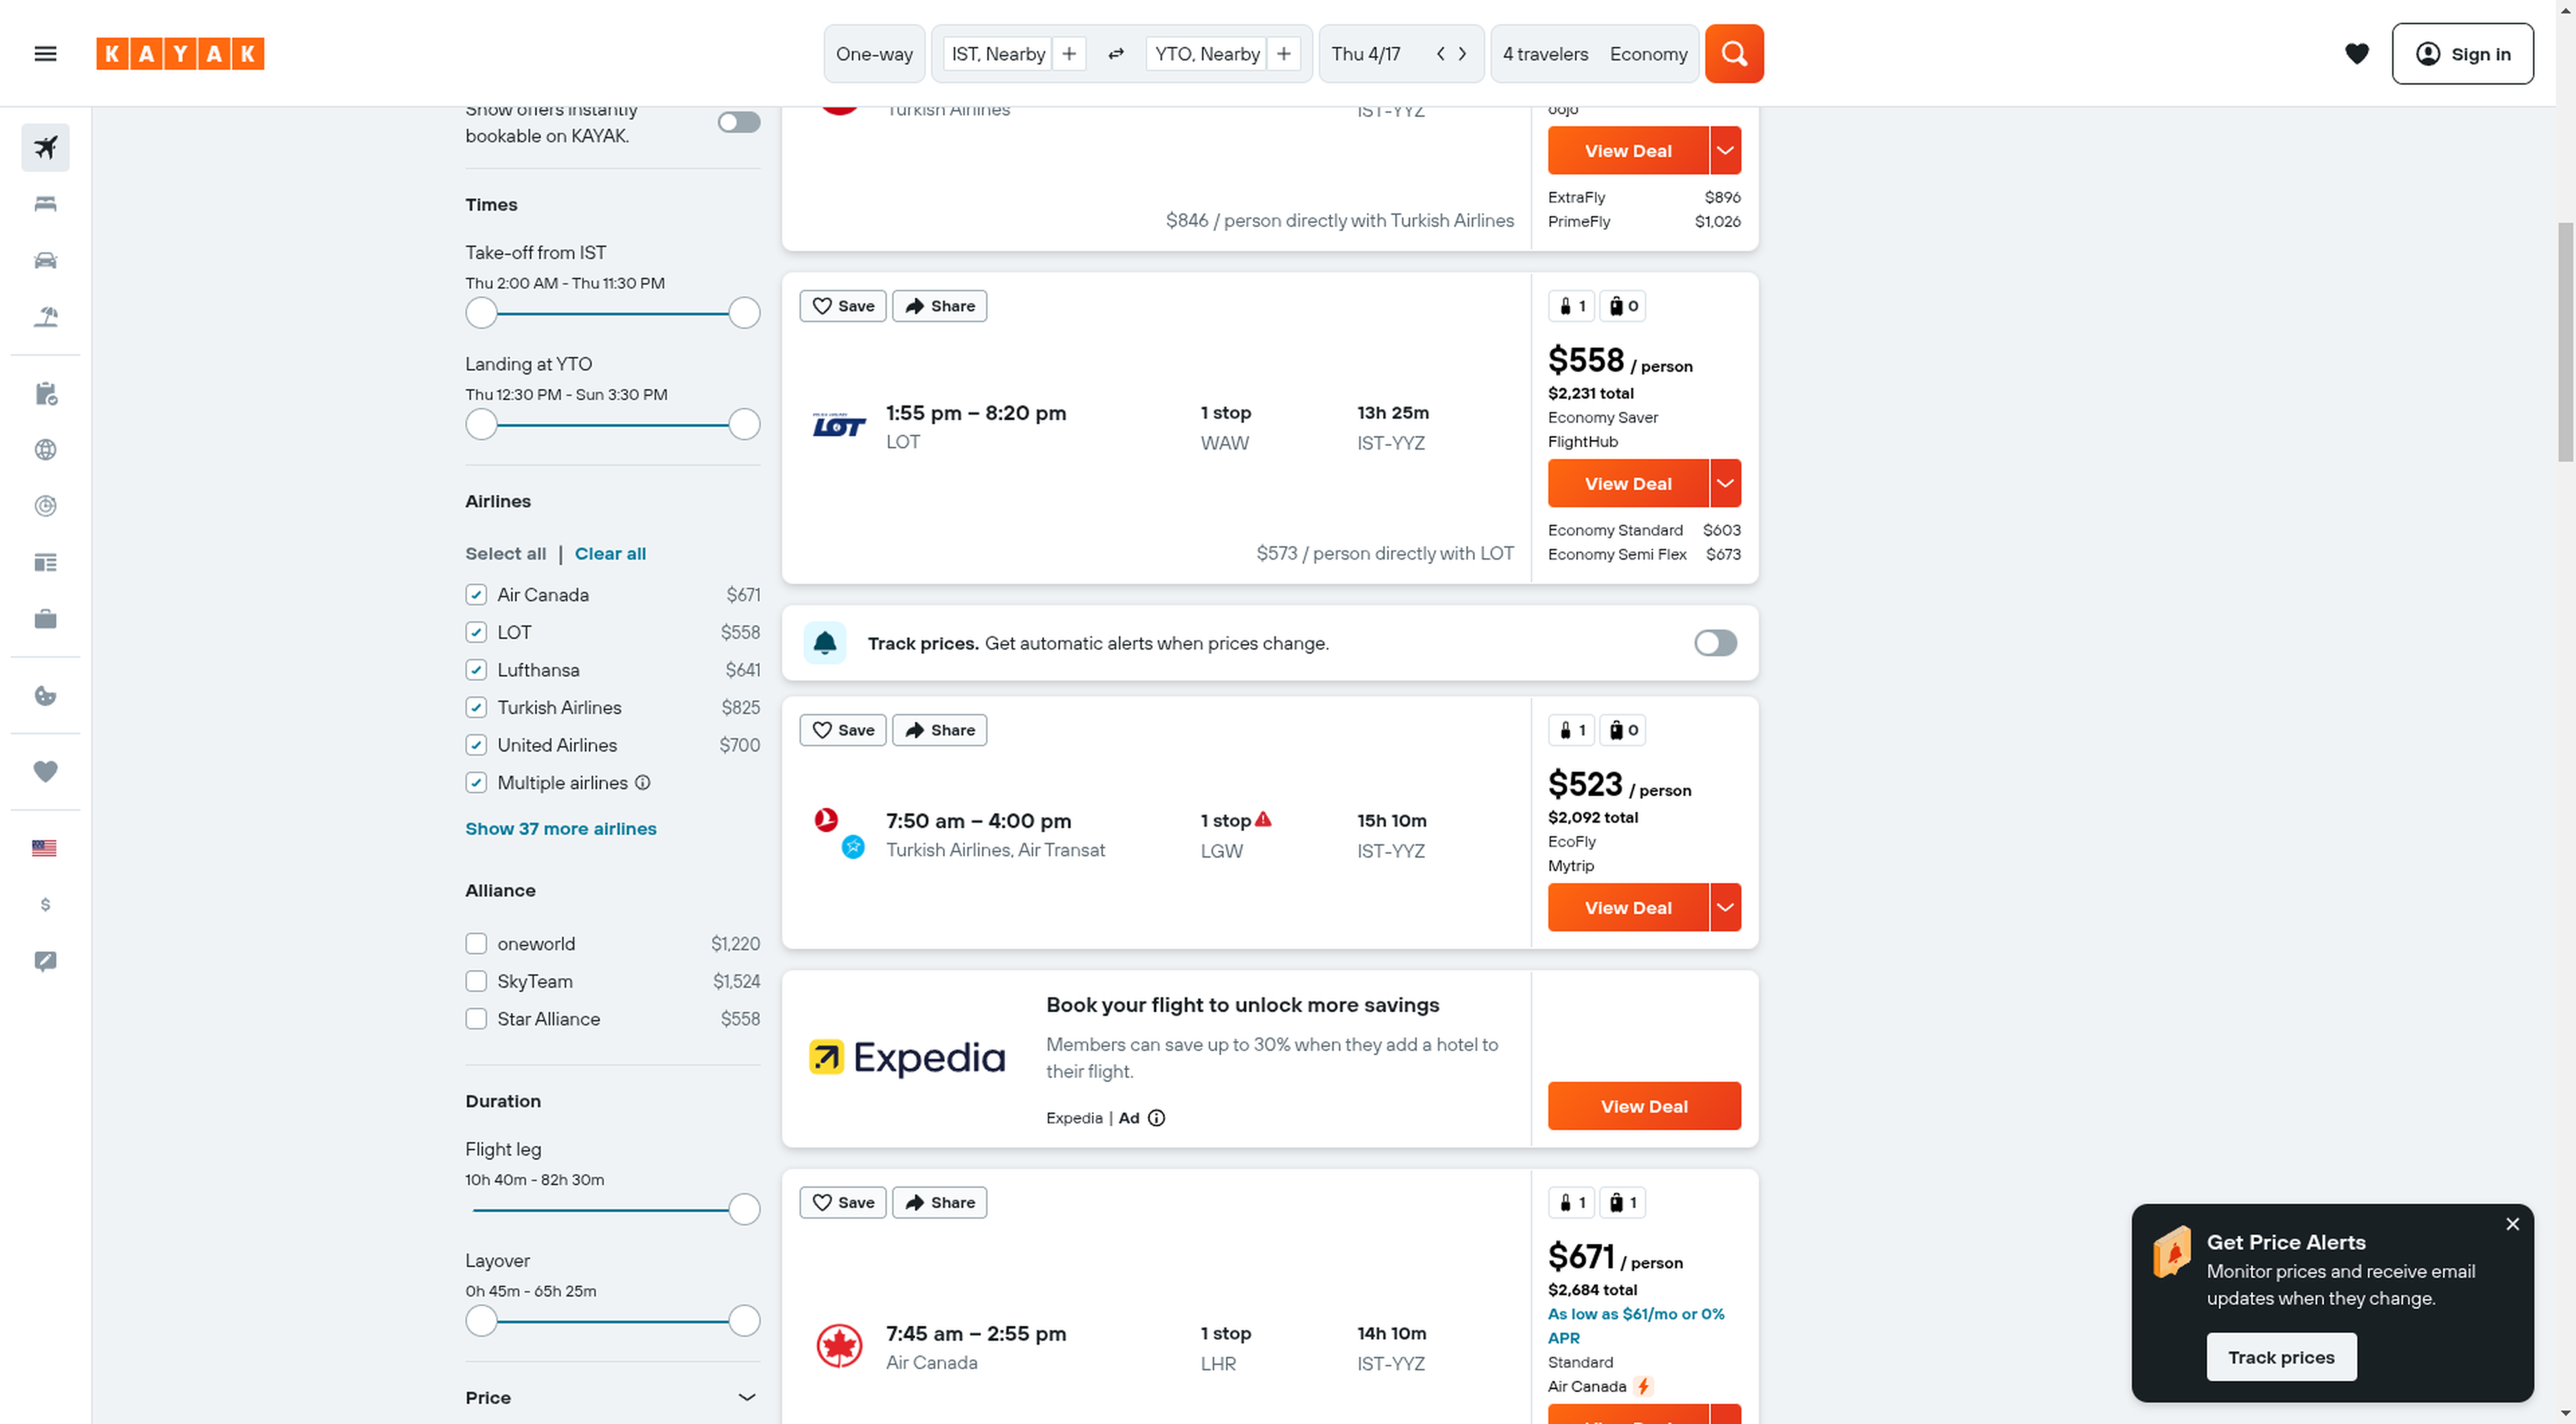 KAYAK
One-way
IST, Nearby
YTO, Nearby
Thu 4/17
4 travelers
Economy
Sign in
Show offers instantly
bookable on KAYAK.
Times
Take-off from IST
Thu 2:00 AM - Thu 11:30 PM
Landing at YTO
Thu 12:30 PM - Sun 3:30 PM
Airlines
Select all | Clear all
Air Canada $671
LOT $558
Lufthansa $641
Turkish Airlines $825
United Airlines $700
Multiple airlines
Show 37 more airlines
Alliance
oneworld $1,220
SkyTeam $1,524
Star Alliance $558
Duration
Flight leg
10h 40m - 82h 30m
Layover
0h 45m - 65h 25m
Price
Turkish Airlines
IST-YYZ
$846 / person directly with Turkish Airlines
View Deal
ExtraFly $896
PrimeFly $1,026
Save
Share
1:55 pm – 8:20 pm
LOT
LOT
1 stop
WAW
13h 25m
IST-YYZ
$573 / person directly with LOT
1
0
$558 / person
$2,231 total
Economy Saver
FlightHub
View Deal
Economy Standard $603
Economy Semi Flex $673
Track prices. Get automatic alerts when prices change.
Save
Share
7:50 am – 4:00 pm
Turkish Airlines, Air Transat
1 stop
LGW
15h 10m
IST-YYZ
1
0
$523 / person
$2,092 total
EcoFly
Mytrip
View Deal
Expedia
Book your flight to unlock more savings
Members can save up to 30% when they add a hotel to
their flight.
Expedia | Ad
View Deal
Save
Share
7:45 am – 2:55 pm
Air Canada
1 stop
LHR
14h 10m
IST-YYZ
1
1
$671 / person
$2,684 total
As low as $61/mo or 0%
APR
Standard
Air Canada
Get Price Alerts
Monitor prices and receive email
updates when they change.
Track prices